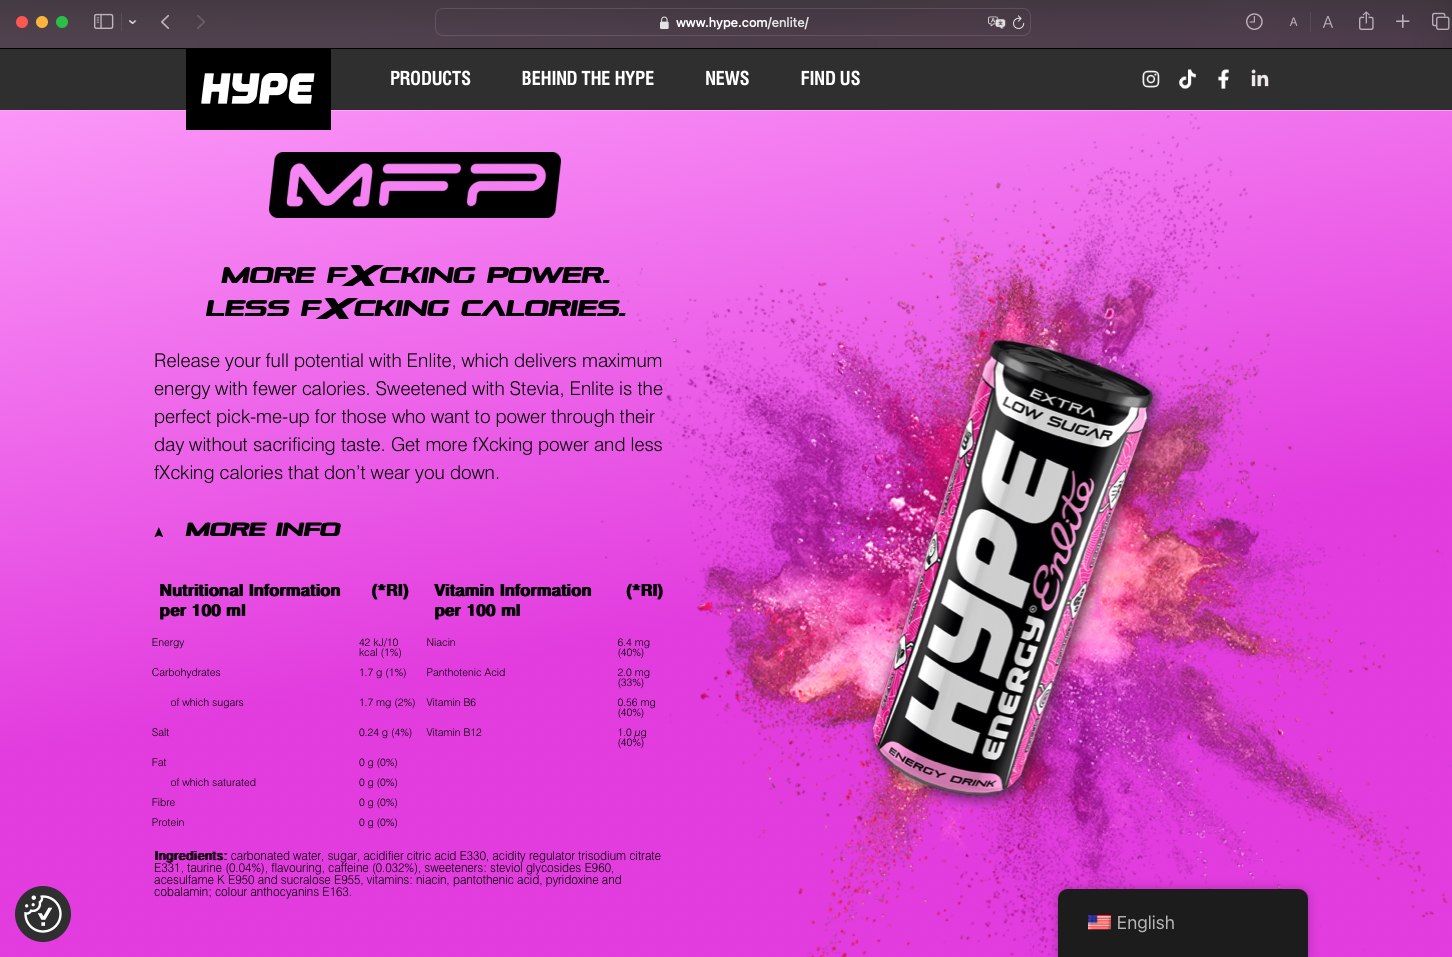 www.hype.com/enlite/
A A
HYPE
PRODUCTS BEHIND THE HYPE NEWS FIND US
MFP
MORE FXCKING POWER.
LESS FXCKING CALORIES.
Release your full potential with Enlite, which delivers maximum
energy with fewer calories. Sweetened with Stevia, Enlite is the
perfect pick-me-up for those who want to power through their
day without sacrificing taste. Get more fXcking power and less
fXcking calories that don't wear you down.
MORE INFO
Nutritional Information (*RI) Vitamin Information (*RI)
per 100 ml per 100 ml
Energy 42 kJ/10 Niacin 6.4 mg
kcal (1%) (40%)
Carbohydrates 1.7 g (1%) Panthotenic Acid 2.0 mg
(33%)
of which sugars 1.7 mg (2%) Vitamin B6 0.56 mg
(40%)
Salt 0.24 g (4%) Vitamin B12 1.0 µg
(40%)
Fat 0 g (0%)
of which saturated 0 g (0%)
Fibre 0 g (0%)
Protein 0 g (0%)
Ingredients: carbonated water, sugar, acidifier citric acid E330, acidity regulator trisodium citrate
E331, taurine (0.04%), flavouring, caffeine (0.032%), sweeteners: steviol glycosides E960,
acesulfame K E950 and sucralose E955, vitamins: niacin, pantothenic acid, pyridoxine and
cobalamin; colour anthocyanins E163.
EXTRA
LOW SUGAR
HYPE
ENERGY® Enlite
ENERGY DRINK
English